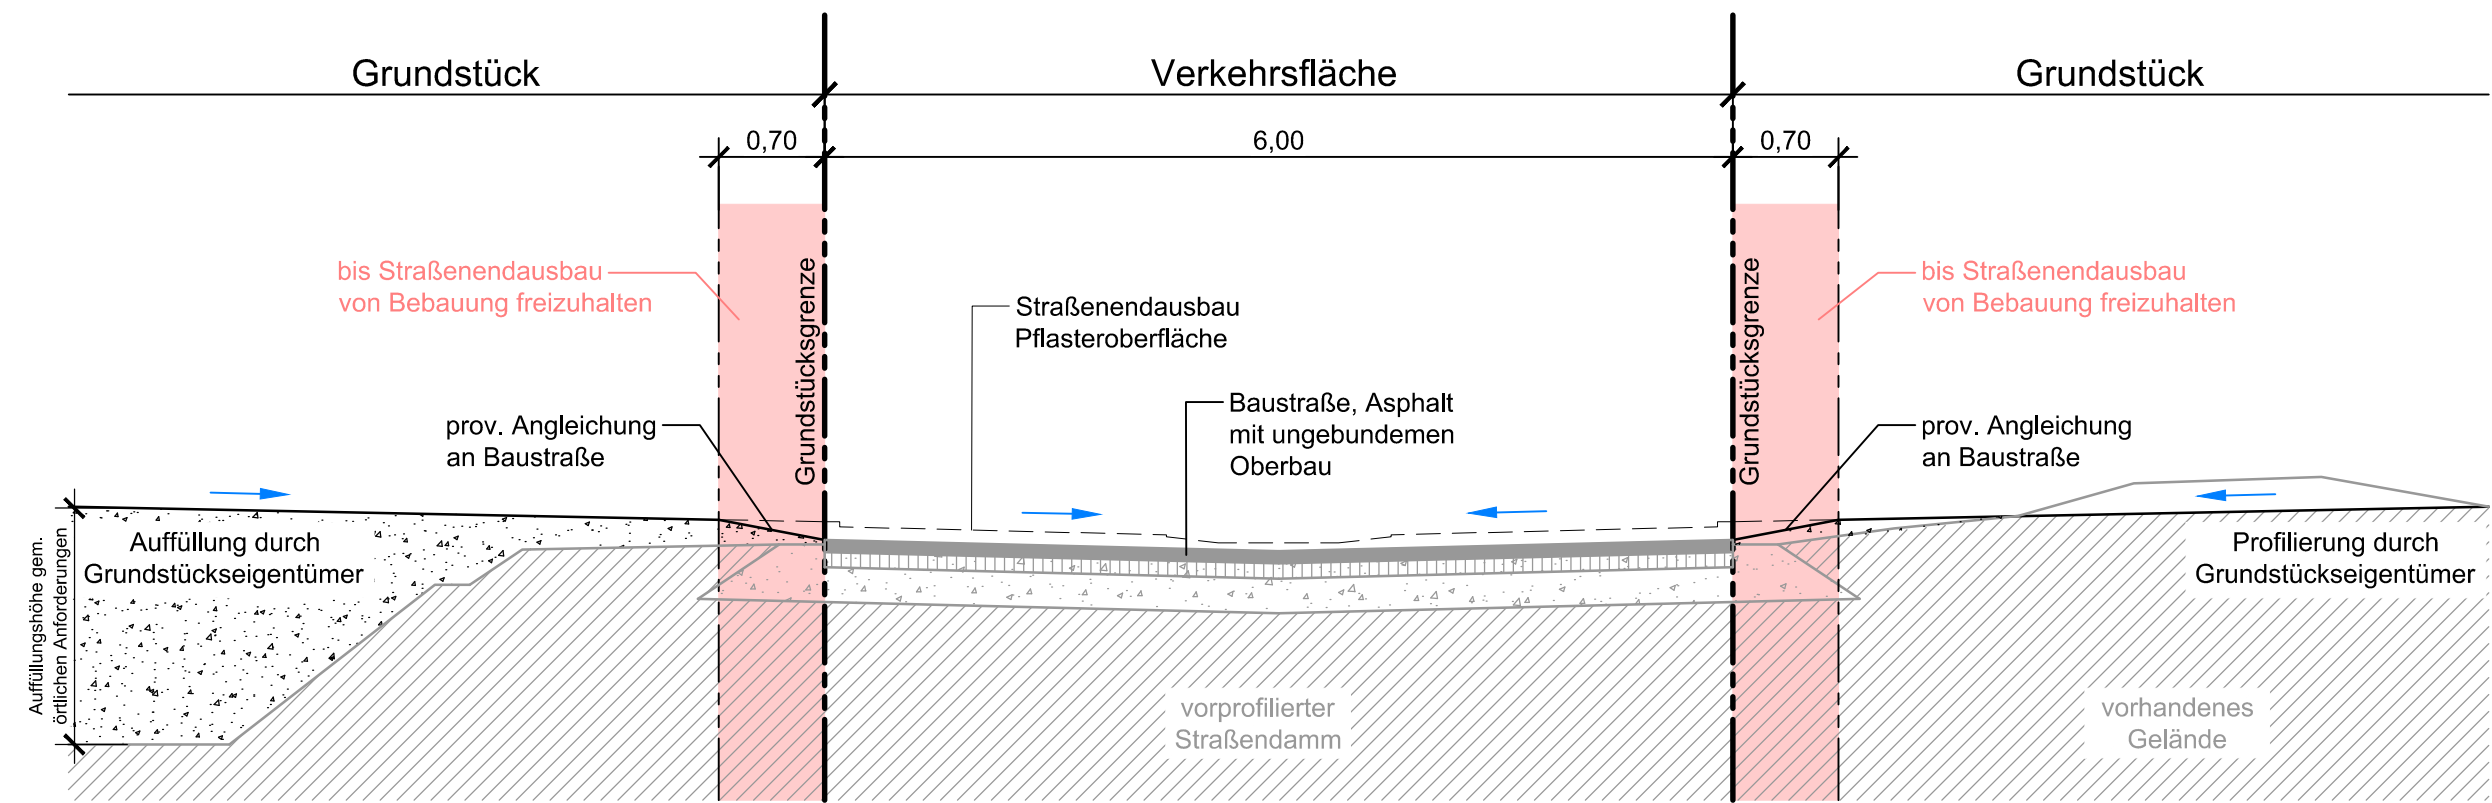 Grundstück
Verkehrsfläche
Grundstück
0,70
6,00
0,70
bis Straßenendausbau
von Bebauung freizuhalten
Grundstücksgrenze
Straßenendausbau
Pflasteroberfläche
Grundstücksgrenze
bis Straßenendausbau
von Bebauung freizuhalten
prov. Angleichung
an Baustraße
Baustraße, Asphalt
mit ungebundemen
Oberbau
prov. Angleichung
an Baustraße
Auffüllungshöhe gem.
örtlichen Anforderungen
Auffüllung durch
Grundstückseigentümer
Profilierung durch
Grundstückseigentümer
vorprofilierter
Straßendamm
vorhandenes
Gelände